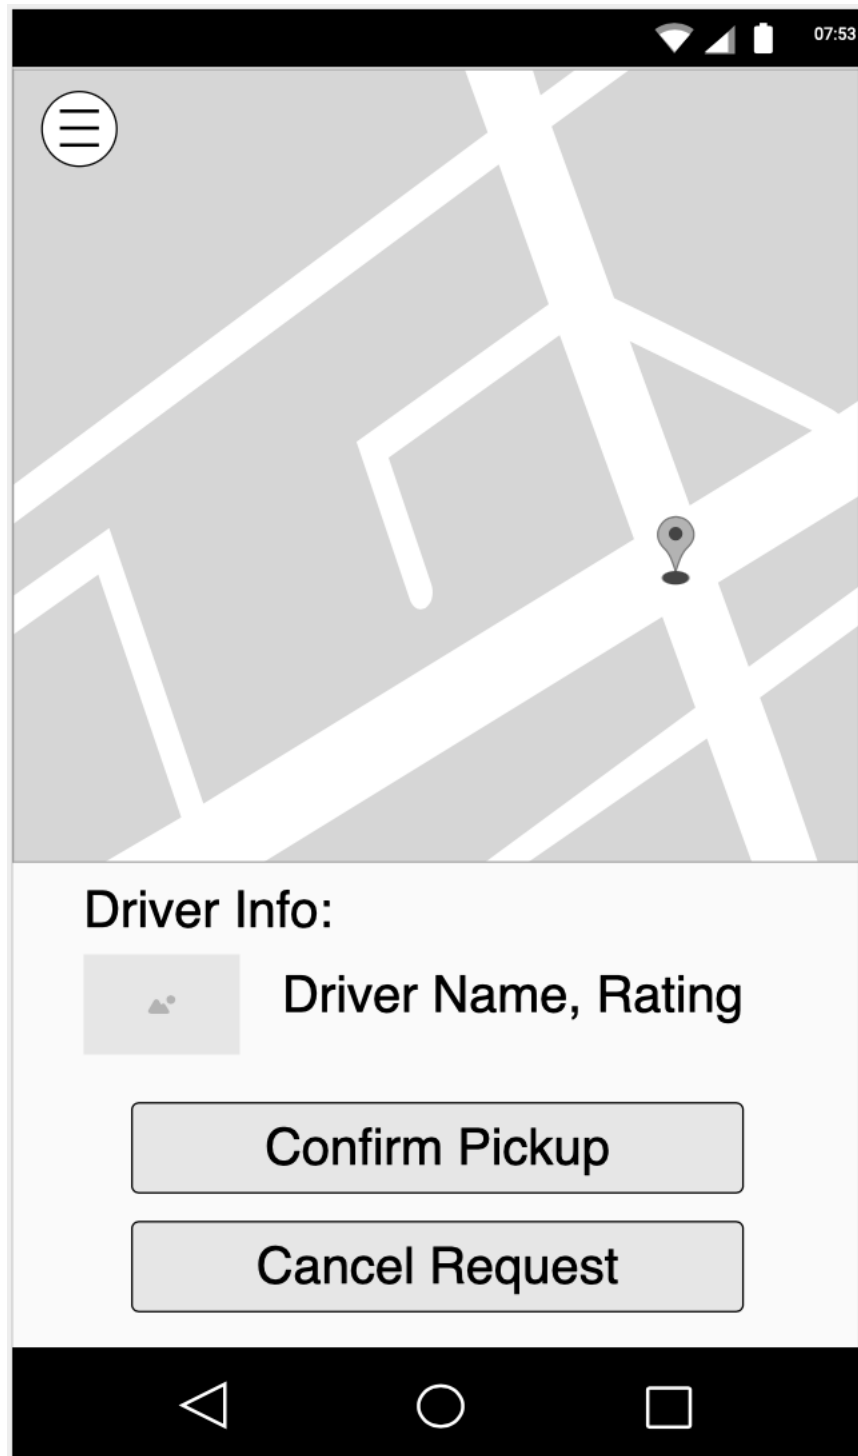 07:53
Driver Info:
Driver Name, Rating
Confirm Pickup
Cancel Request